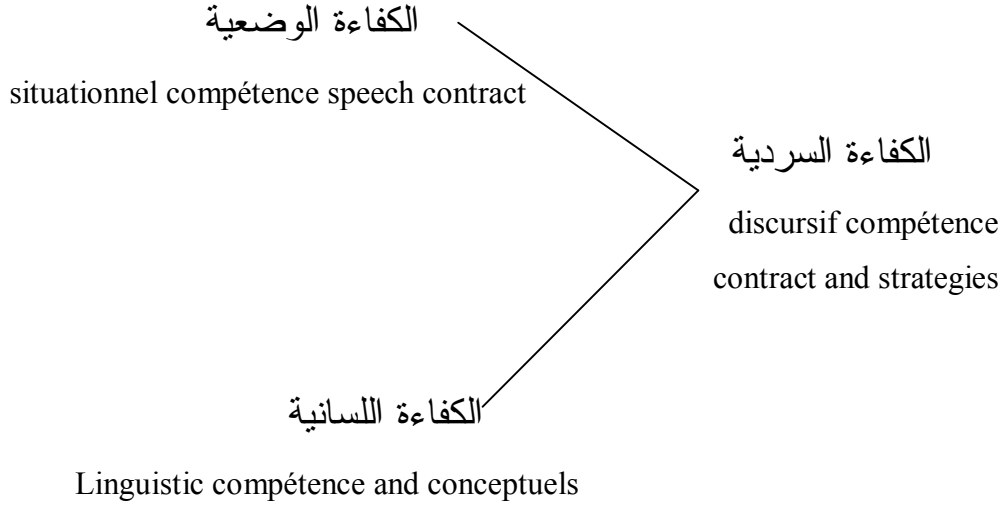 الكفاءة الوضعية
situationnel compétence speech contract
الكفاءة السردية
discursif compétence
contract and strategies
الكفاءة اللسانية
Linguistic compétence and conceptuels